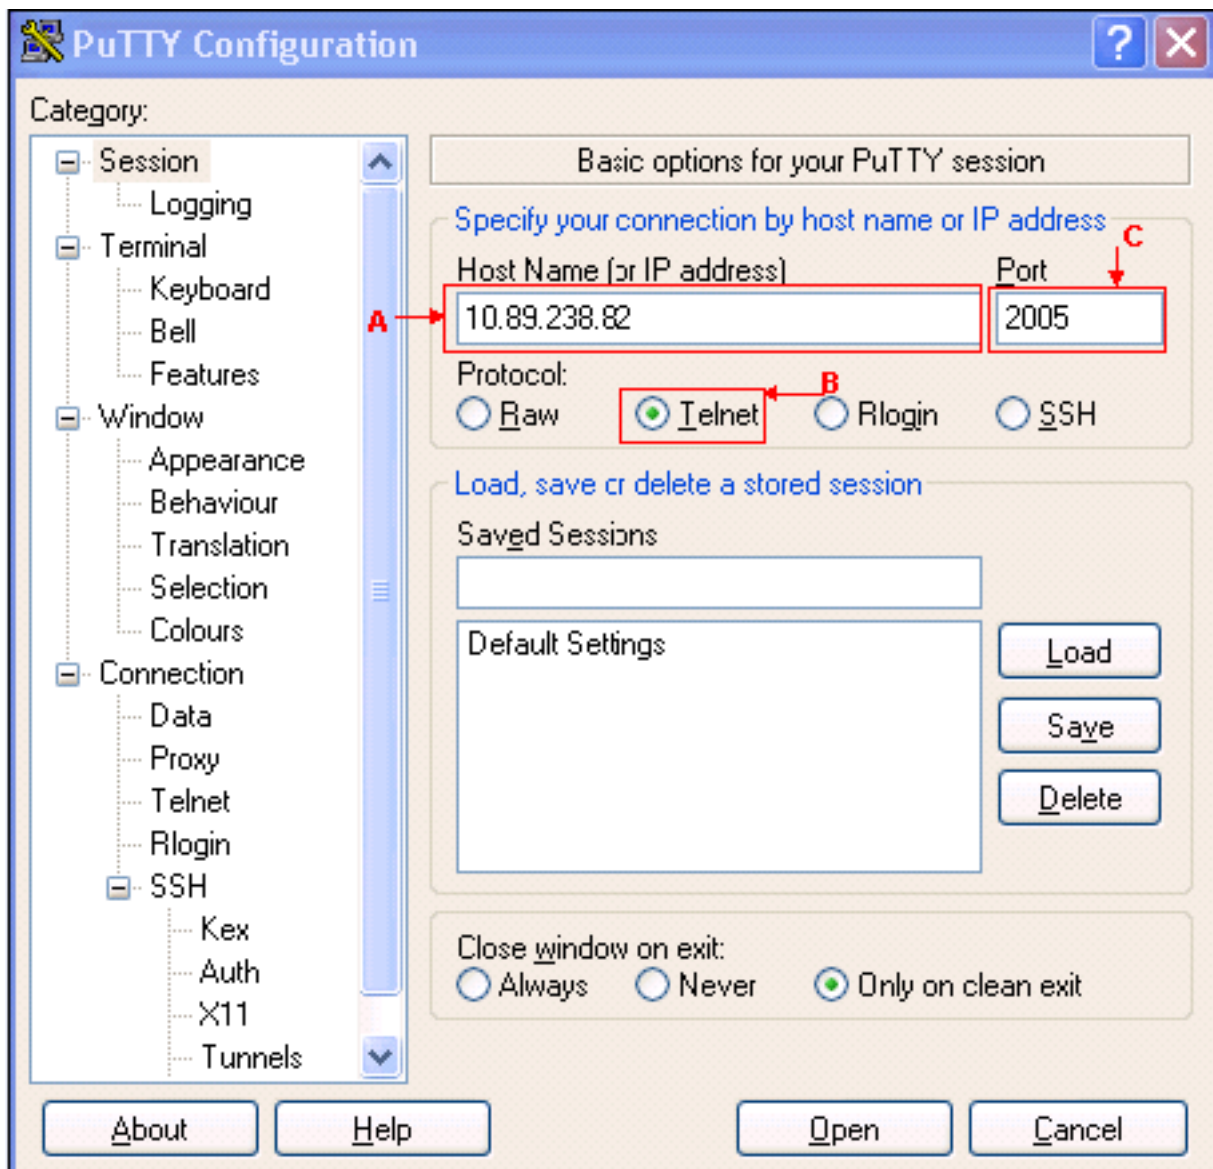 PuTTY Configuration
?
Category:
Session
Logging
Terminal
Keyboard
Bell
Features
Window
Appearance
Behaviour
Translation
Selection
Colours
Connection
Data
Proxy
Telnet
Rlogin
SSH
Kex
Auth
X11
Tunnels
Basic options for your PuTTY session
Specify your connection by host name or IP address
C
Host Name (or IP address) Port
A 10.89.238.82 2005
Protocol:
B
Raw Telnet Rlogin SSH
Load, save or delete a stored session
Saved Sessions
Default Settings
Load
Save
Delete
Close window on exit:
Always Never Only on clean exit
About Help Open Cancel